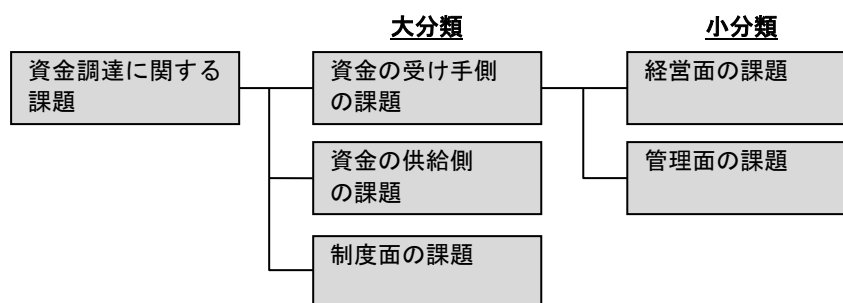 大分類
小分類
資金調達に関する
課題
資金の受け手側
の課題
経営面の課題
資金の供給側
の課題
管理面の課題
制度面の課題